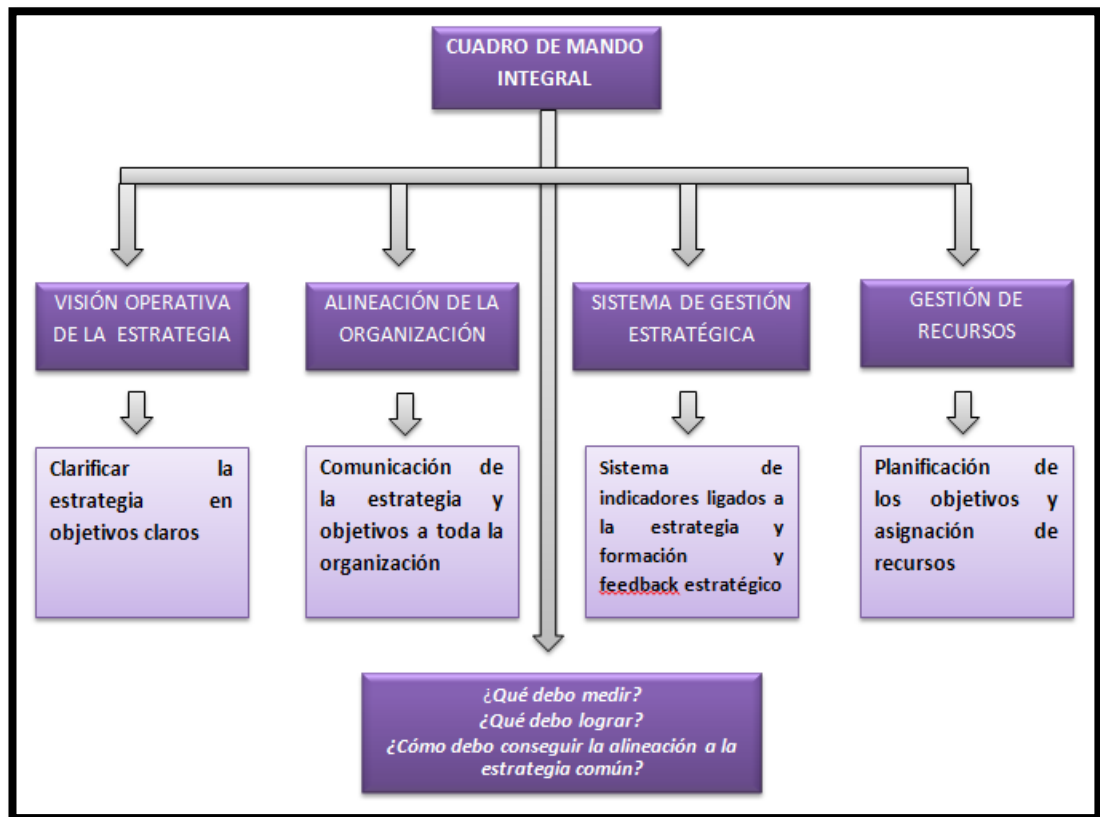 CUADRO DE MANDO
INTEGRAL
VISIÓN OPERATIVA
DE LA ESTRATEGIA
ALINEACIÓN DE LA
ORGANIZACIÓN
SISTEMA DE GESTIÓN
ESTRATÉGICA
GESTIÓN DE
RECURSOS
Clarificar la
estrategia en
objetivos claros
Comunicación de
la estrategia y
objetivos a toda la
organización
Sistema de
indicadores ligados a
la estrategia y
formación y
feedback estratégico
Planificación de
los objetivos y
asignación de
recursos
¿Qué debo medir?
¿Qué debo lograr?
¿Cómo debo conseguir la alineación a la
estrategia común?